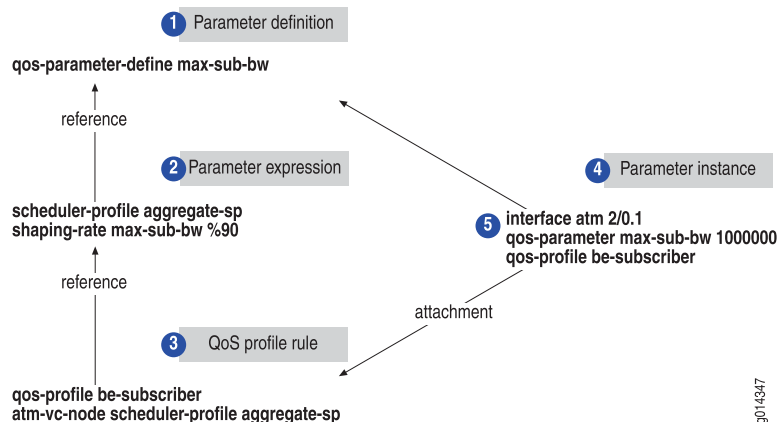 1 Parameter definition
qos-parameter-define max-sub-bw
reference
2 Parameter expression
4 Parameter instance
scheduler-profile aggregate-sp
shaping-rate max-sub-bw %90
5 interface atm 2/0.1
qos-parameter max-sub-bw 1000000
qos-profile be-subscriber
reference
attachment
3 QoS profile rule
qos-profile be-subscriber
atm-vc-node scheduler-profile aggregate-sp
g014347